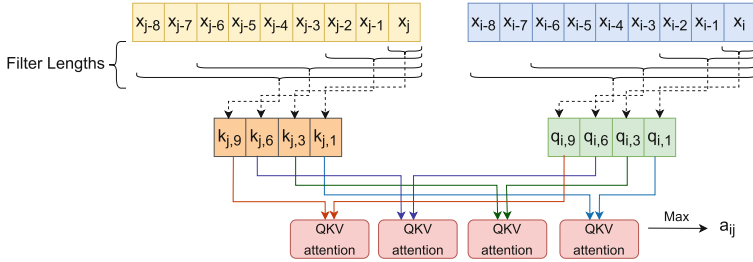 x_{j-8} x_{j-7} x_{j-6} x_{j-5} x_{j-4} x_{j-3} x_{j-2} x_{j-1} x_j
x_{i-8} x_{i-7} x_{i-6} x_{i-5} x_{i-4} x_{i-3} x_{i-2} x_{i-1} x_i
Filter Lengths
k_{j,9} k_{j,6} k_{j,3} k_{j,1}
q_{i,9} q_{i,6} q_{i,3} q_{i,1}
QKV
attention
QKV
attention
QKV
attention
QKV
attention
Max
a_{ij}